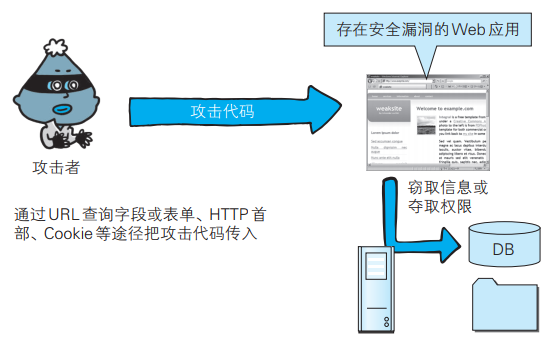 存在安全漏洞的Web应用
攻击代码
weaksite
Welcome to example.com
攻击者
窃取信息或
夺取权限
通过URL查询字段或表单、HTTP首
部、Cookie等途径把攻击代码传入
DB